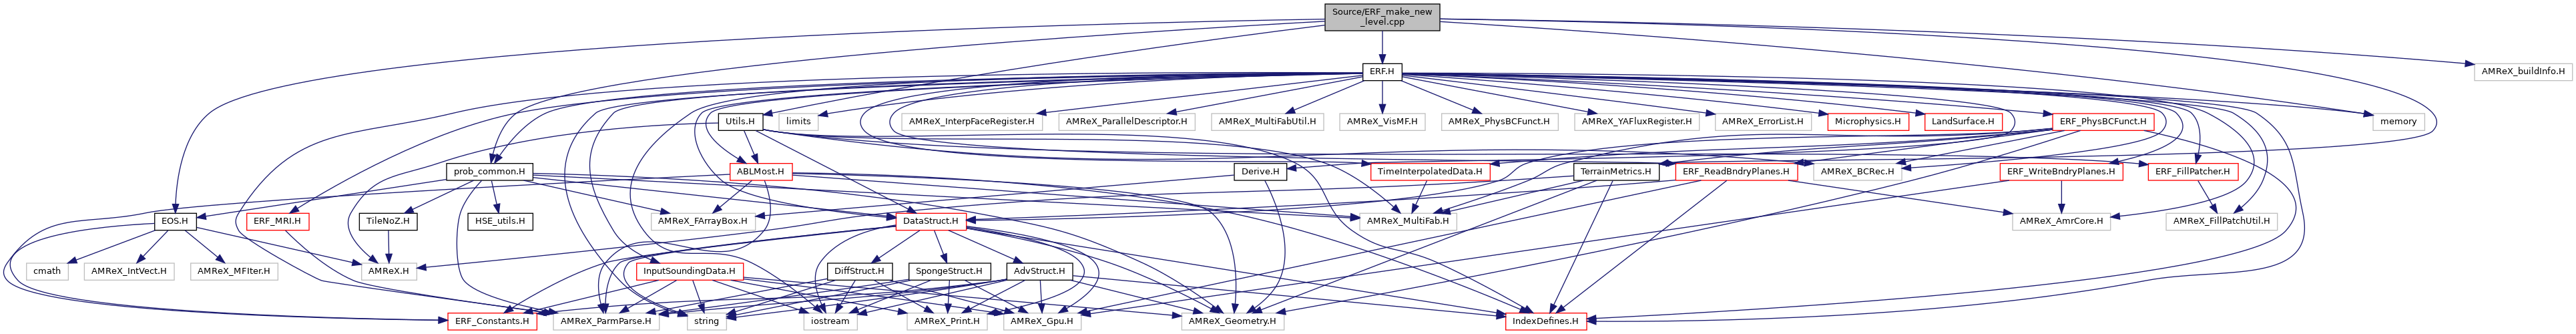 Source/ERF_make_new
_level.cpp
ERF.H
AMReX_buildInfo.H
Utils.H
limits
AMReX_InterpFaceRegister.H
AMReX_ParallelDescriptor.H
AMReX_MultiFabUtil.H
AMReX_VisMF.H
AMReX_PhysBCFunct.H
AMReX_YAFluxRegister.H
AMReX_ErrorList.H
Microphysics.H
LandSurface.H
ERF_PhysBCFunct.H
memory
prob_common.H
ABLMost.H
Derive.H
TimeInterpolatedData.H
TerrainMetrics.H
ERF_ReadBndryPlanes.H
AMReX_BCRec.H
ERF_WriteBndryPlanes.H
ERF_FillPatcher.H
EOS.H
ERF_MRI.H
TileNoZ.H
HSE_utils.H
AMReX_FArrayBox.H
DataStruct.H
AMReX_MultiFab.H
AMReX_AmrCore.H
AMReX_FillPatchUtil.H
cmath
AMReX_IntVect.H
AMReX_MFIter.H
AMReX.H
InputSoundingData.H
DiffStruct.H
SpongeStruct.H
AdvStruct.H
ERF_Constants.H
AMReX_ParmParse.H
string
iostream
AMReX_Print.H
AMReX_Gpu.H
AMReX_Geometry.H
IndexDefines.H